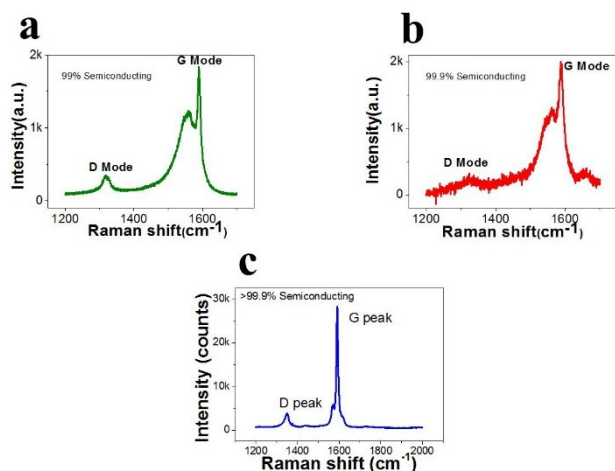 a
2k
99% Semiconducting
G Mode
1k
D Mode
0
1200 1400 1600
Intensity(a.u.)
Raman shift(cm-1)
b
2k
99.9% Semiconducting
G Mode
1k
D Mode
0
1200 1400 1600
Intensity(a.u.)
Raman shift(cm-1)
c
30k
>99.9% Semiconducting
G peak
20k
10k
D peak
0
1200 1400 1600 1800 2000
Intensity (counts)
Raman shift (cm-1)